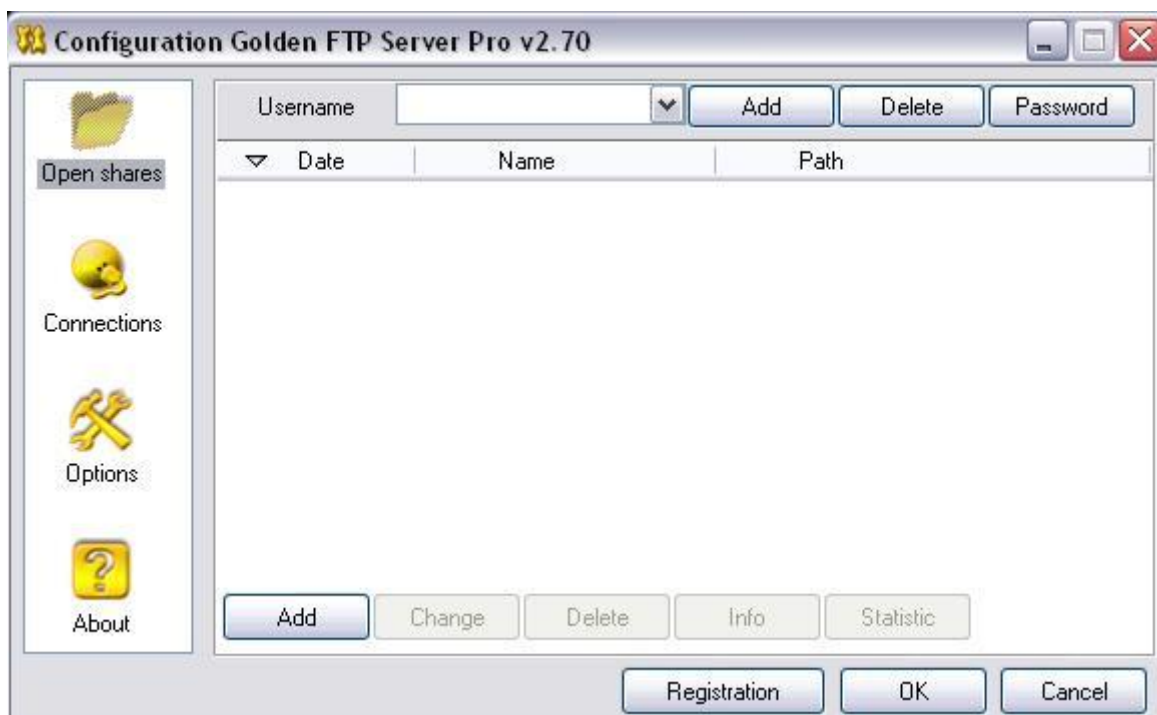 Configuration Golden FTP Server Pro v2.70
Open shares
Connections
Options
About
Username Add Delete Password
Date Name Path
Add Change Delete Info Statistic
Registration OK Cancel